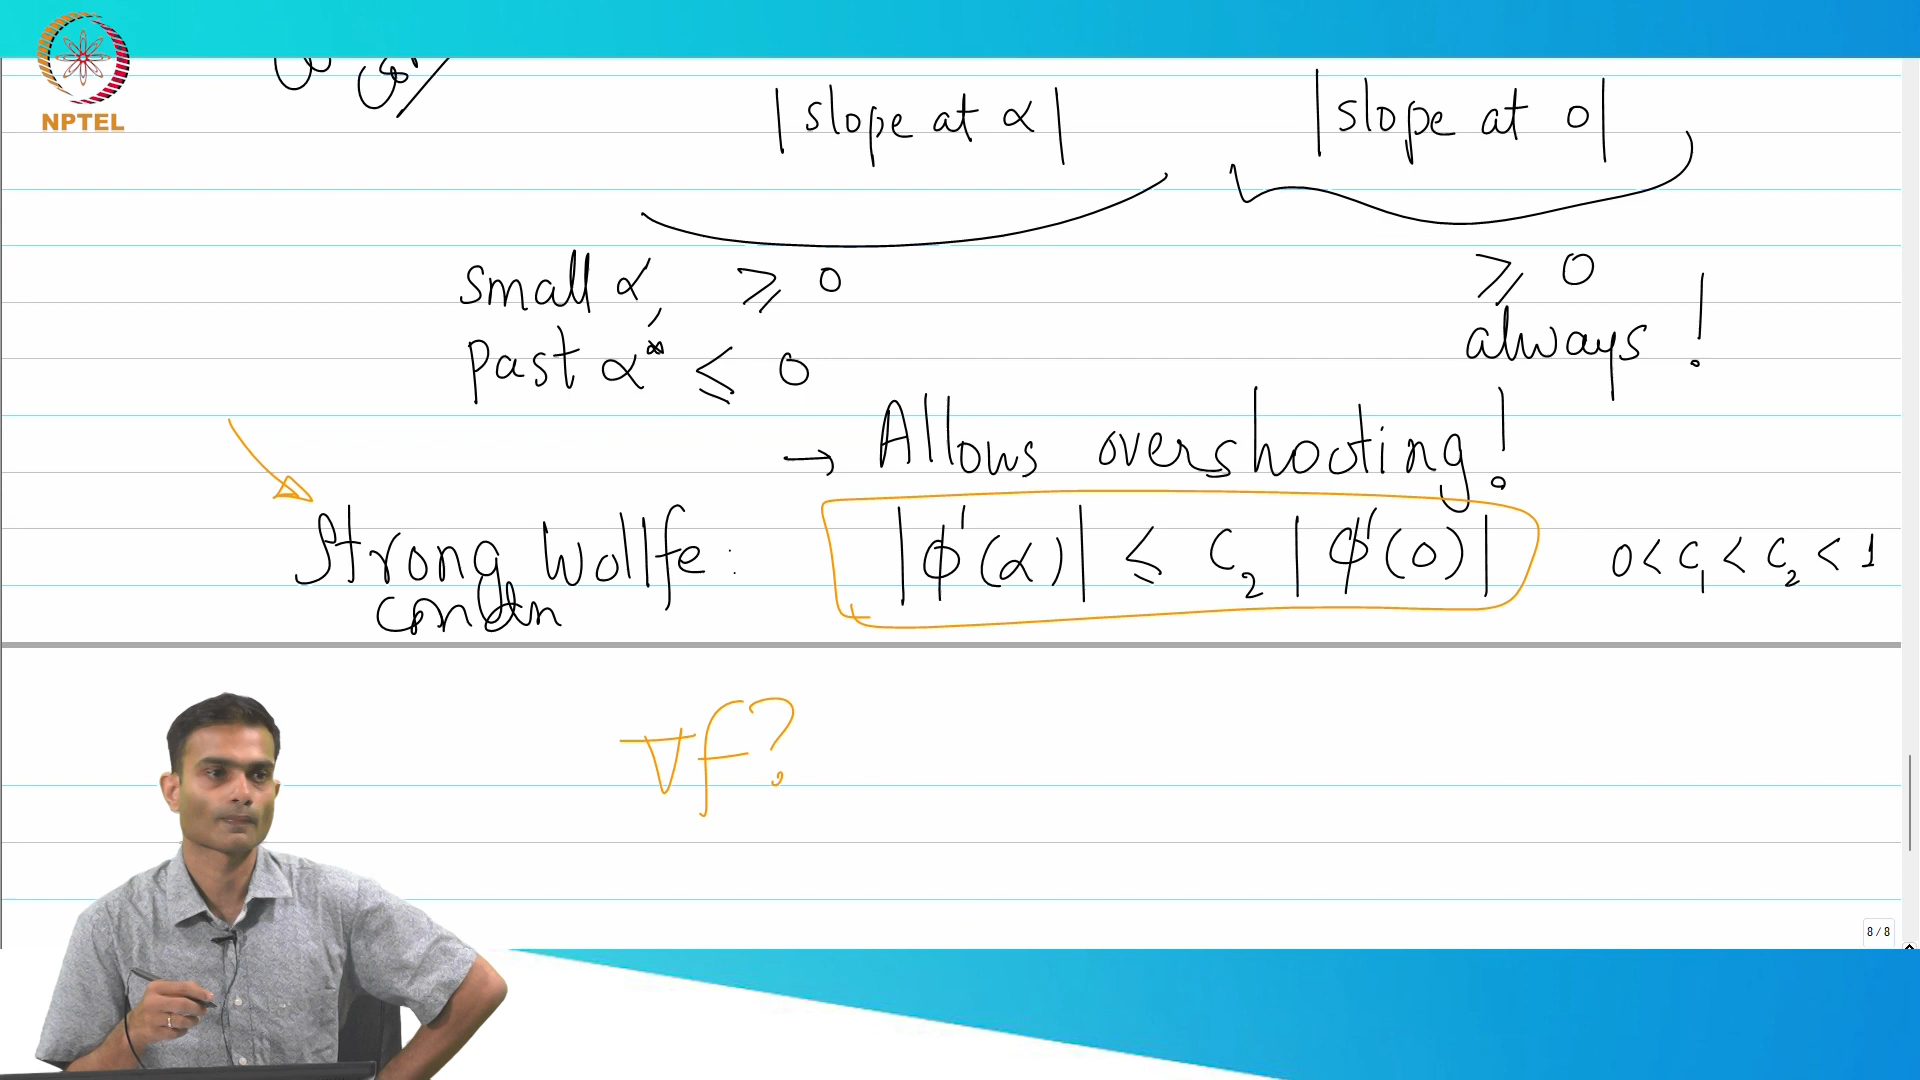 NPTEL
|slope at α| |slope at 0|
small α, ≥ 0 ≥ 0
always!
past α* ≤ 0
→ Allows overshooting!
Strong Wollfe: |ϕ'(α)| ≤ c₂ |ϕ'(0)| 0 < c₁ < c₂ < 1
condn
∇f?
8 / 8